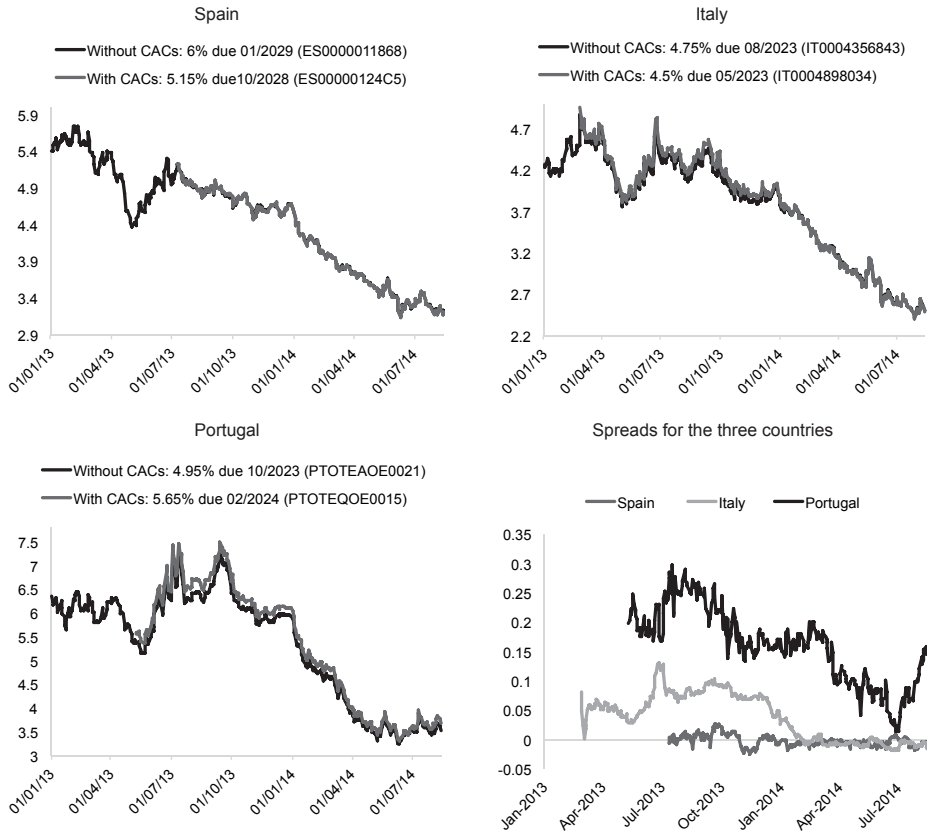 Spain
Without CACs: 6% due 01/2029 (ES0000011868)
With CACs: 5.15% due10/2028 (ES00000124C5)
5.9
5.4
4.9
4.4
3.9
3.4
2.9
01/01/13
01/04/13
01/07/13
01/10/13
01/01/14
01/04/14
01/07/14
Italy
Without CACs: 4.75% due 08/2023 (IT0004356843)
With CACs: 4.5% due 05/2023 (IT0004898034)
4.7
4.2
3.7
3.2
2.7
2.2
01/01/13
01/04/13
01/07/13
01/10/13
01/01/14
01/04/14
01/07/14
Portugal
Without CACs: 4.95% due 10/2023 (PTOTEAOE0021)
With CACs: 5.65% due 02/2024 (PTOTEQOE0015)
7.5
7
6.5
6
5.5
5
4.5
4
3.5
3
01/01/13
01/04/13
01/07/13
01/10/13
01/01/14
01/04/14
01/07/14
Spreads for the three countries
Spain
Italy
Portugal
0.35
0.3
0.25
0.2
0.15
0.1
0.05
0
-0.05
Jan-2013
Apr-2013
Jul-2013
Oct-2013
Jan-2014
Apr-2014
Jul-2014